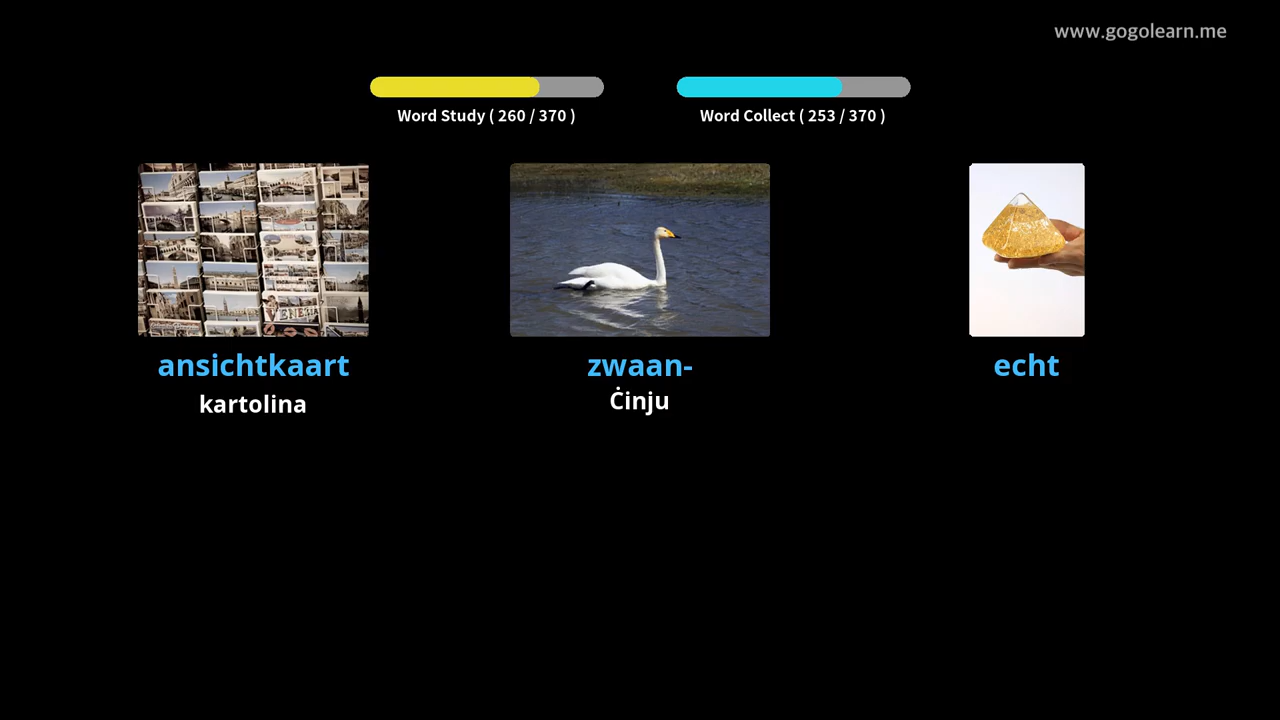 www.gogolearn.me
Word Study ( 260 / 370 )
Word Collect ( 253 / 370 )
ansichtkaart
kartolina
zwaan-
Ċinju
echt